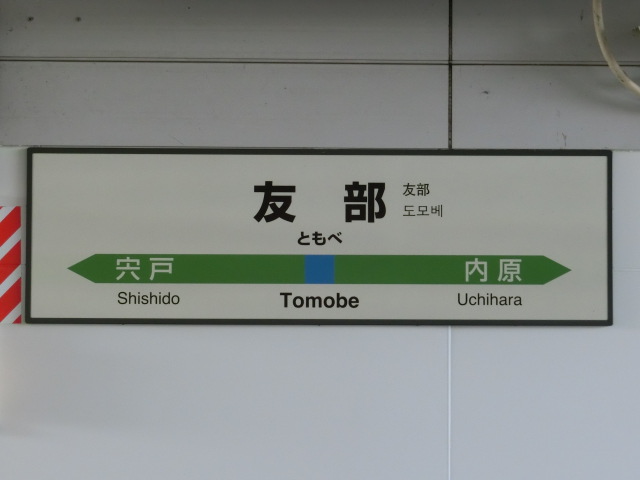 友部
友部
도모베
ともべ
宍戸
内原
Shishido
Tomobe
Uchihara